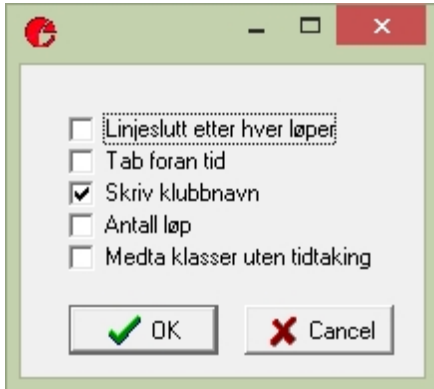 Linjeslutt etter hver løper
Tab foran tid
Skriv klubbnavn
Antall løp
Medta klasser uten tidtaking
OK
Cancel